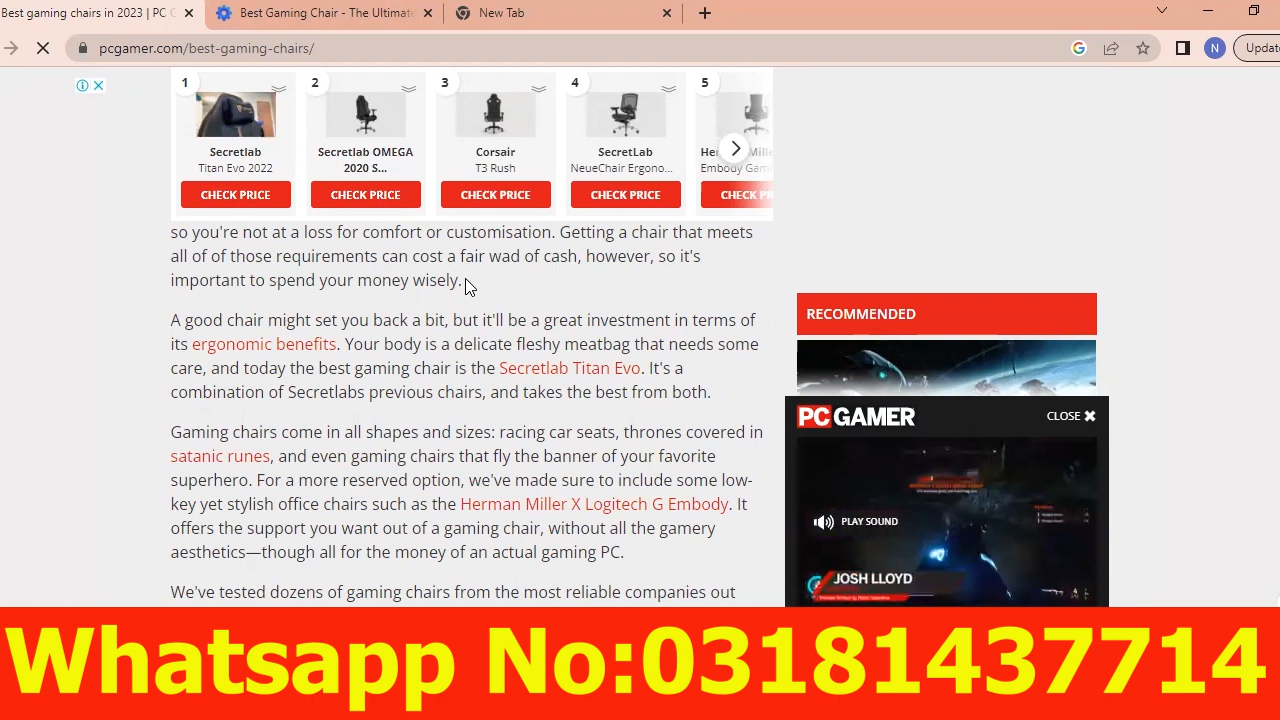 Best gaming chairs in 2023 | PC G
Best Gaming Chair - The Ultimate
New Tab
pcgamer.com/best-gaming-chairs/
N
Update
1
2
3
4
5
Secretlab
Titan Evo 2022
CHECK PRICE
Secretlab OMEGA
2020 S...
CHECK PRICE
Corsair
T3 Rush
CHECK PRICE
SecretLab
NeueChair Ergono...
CHECK PRICE
Embody Gam
CHECK PR
so you're not at a loss for comfort or customisation. Getting a chair that meets
all of of those requirements can cost a fair wad of cash, however, so it's
important to spend your money wisely.
A good chair might set you back a bit, but it'll be a great investment in terms of
its ergonomic benefits. Your body is a delicate fleshy meatbag that needs some
care, and today the best gaming chair is the Secretlab Titan Evo. It's a
combination of Secretlabs previous chairs, and takes the best from both.
Gaming chairs come in all shapes and sizes: racing car seats, thrones covered in
satanic runes, and even gaming chairs that fly the banner of your favorite
superhero. For a more reserved option, we've made sure to include some low-
key yet stylish office chairs such as the Herman Miller X Logitech G Embody. It
offers the support you want out of a gaming chair, without all the gamery
aesthetics—though all for the money of an actual gaming PC.
We've tested dozens of gaming chairs from the most reliable companies out
RECOMMENDED
PC GAMER
CLOSE ✖
PLAY SOUND
JOSH LLOYD
Whatsapp No:03181437714